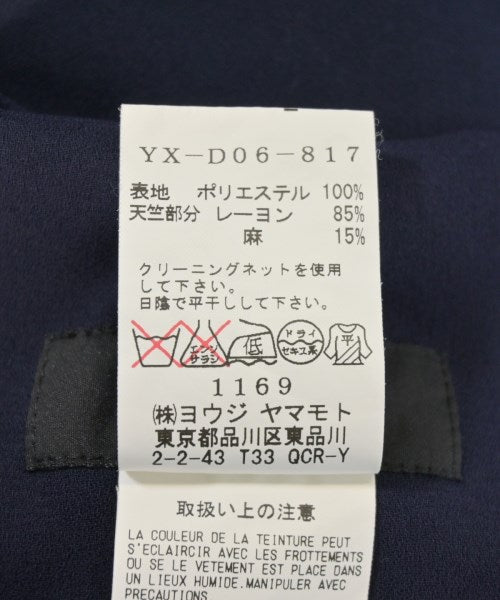 YX-D06-817
表地 ポリエステル 100%
天竺部分 レーヨン 85%
麻 15%
クリーニングネットを使用
して下さい。
日陰で平干しして下さい。
エンソ
サラシ
低
ドライ
セキユ系
平
1169
㈱ヨウジ ヤマモト
東京都品川区東品川
2-2-43 T33 QCR-Y
取扱い上の注意
LA COULEUR DE LA TEINTURE PEUT
S'ECLAIRCIR AVEC LES FROTTEMENTS
OU SE LE VETEMENT EST PLACE DANS
UN LIEUX HUMIDE.MANIPULER AVEC
PRECAUTIONS.